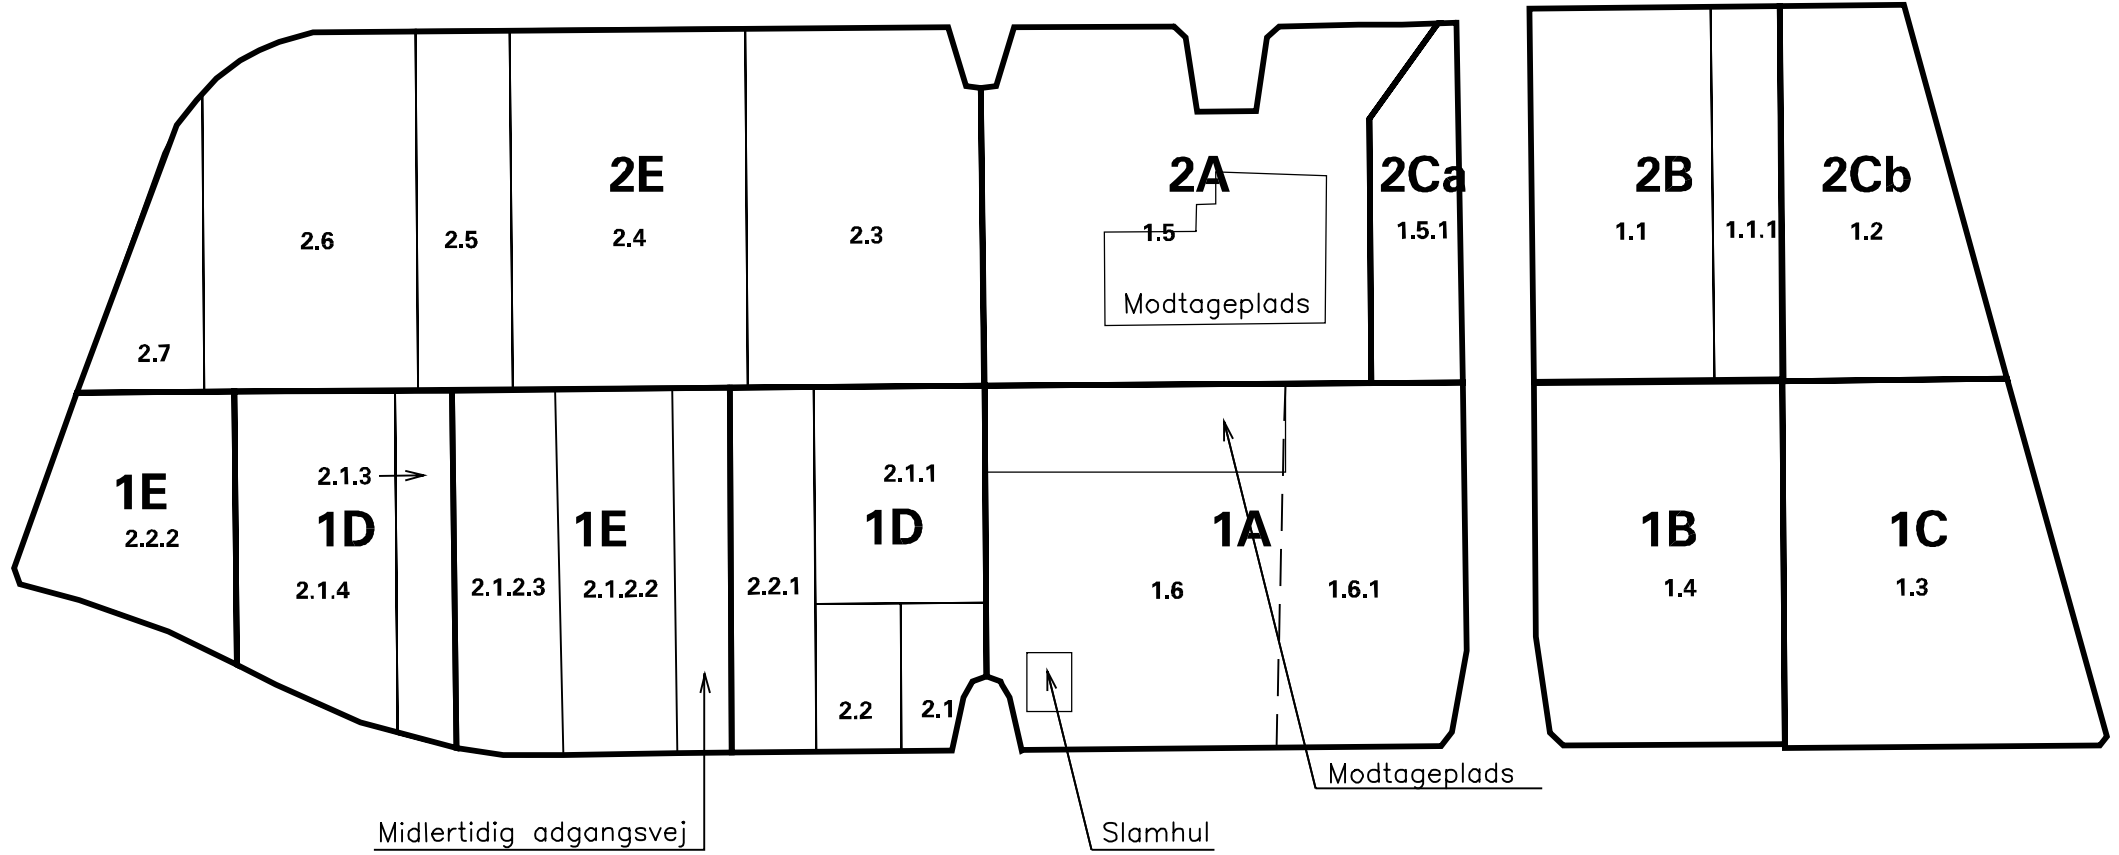 2E
2A
2Ca
2B
2Cb
2.6
2.5
2.4
2.3
1.5
1.5.1
1.1
1.1.1
1.2
Modtageplads
2.7
2.1.3
2.1.1
1E
2.2.2
1D
1E
1D
1A
1B
1C
2.1.4
2.1.2.3
2.1.2.2
2.2.1
1.6
1.6.1
1.4
1.3
2.2
2.1
Modtageplads
Midlertidig adgangsvej
Slamhul